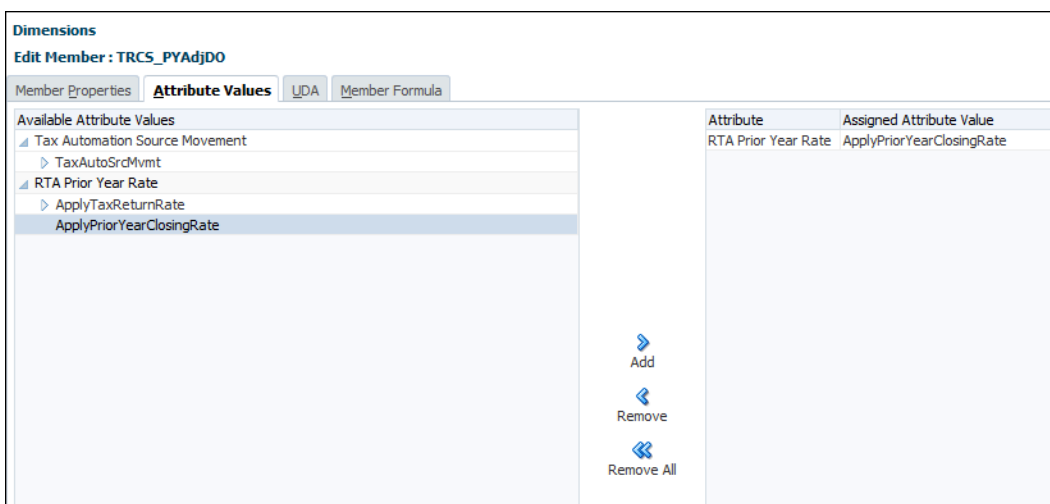 Dimensions
Edit Member : TRCS_PYAdjDO
Member Properties Attribute Values UDA Member Formula
Available Attribute Values
Tax Automation Source Movement
TaxAutoSrcMvmt
RTA Prior Year Rate
ApplyTaxReturnRate
ApplyPriorYearClosingRate
Add
Remove
Remove All
Attribute Assigned Attribute Value
RTA Prior Year Rate ApplyPriorYearClosingRate